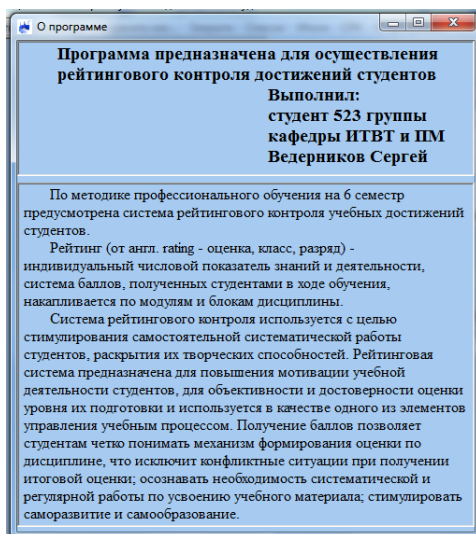 О программе
Программа предназначена для осуществления
рейтингового контроля достижений студентов
Выполнил:
студент 523 группы
кафедры ИТВТ и ПМ
Ведерников Сергей
По методике профессионального обучения на 6 семестр
предусмотрена система рейтингового контроля учебных достижений
студентов.
Рейтинг (от англ. rating - оценка, класс, разряд) -
индивидуальный числовой показатель знаний и деятельности,
система баллов, полученных студентами в ходе обучения,
накапливается по модулям и блокам дисциплины.
Система рейтингового контроля используется с целью
стимулирования самостоятельной систематической работы
студентов, раскрытия их творческих способностей. Рейтинговая
система предназначена для повышения мотивации учебной
деятельности студентов, для объективности и достоверности оценки
уровня их подготовки и используется в качестве одного из элементов
управления учебным процессом. Получение баллов позволяет
студентам четко понимать механизм формирования оценки по
дисциплине, что исключит конфликтные ситуации при получении
итоговой оценки; осознавать необходимость систематической и
регулярной работы по усвоению учебного материала; стимулировать
саморазвитие и самообразование.